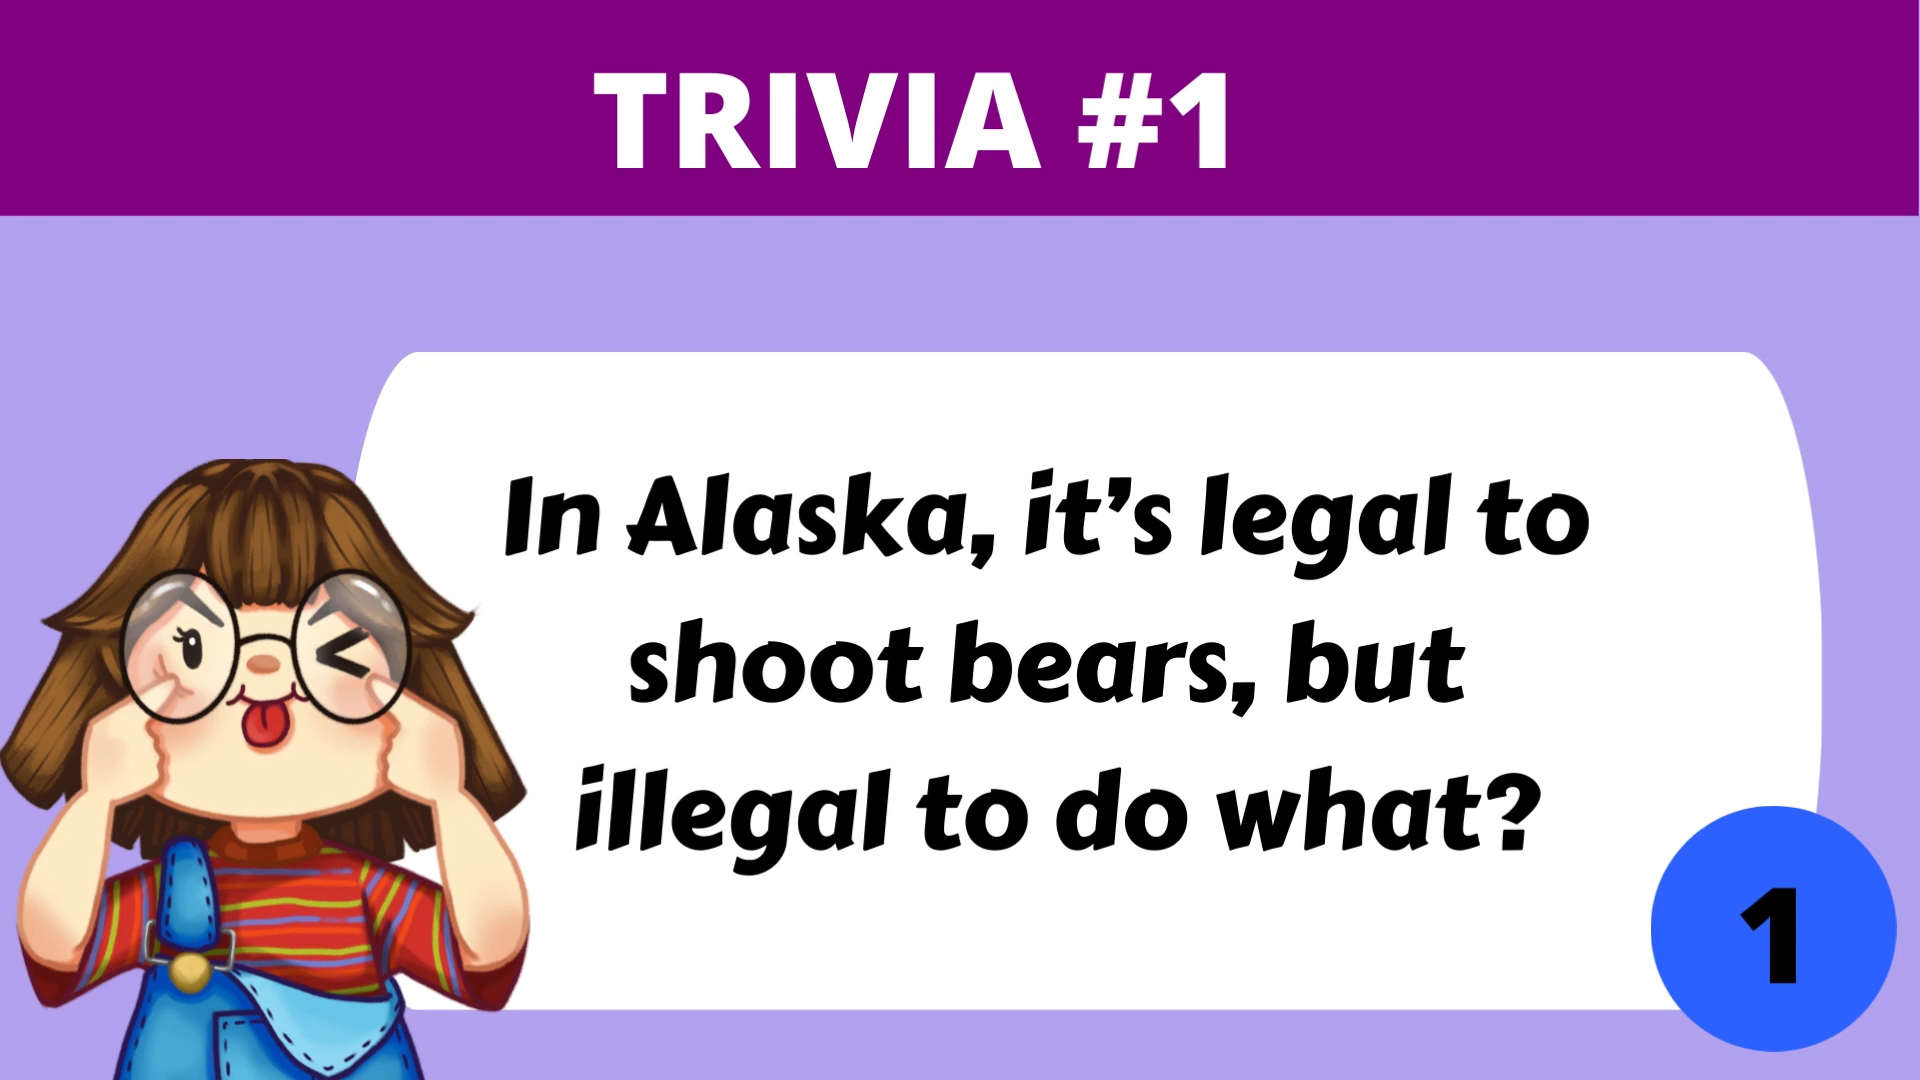 TRIVIA #1
In Alaska, it’s legal to
shoot bears, but
illegal to do what?
1